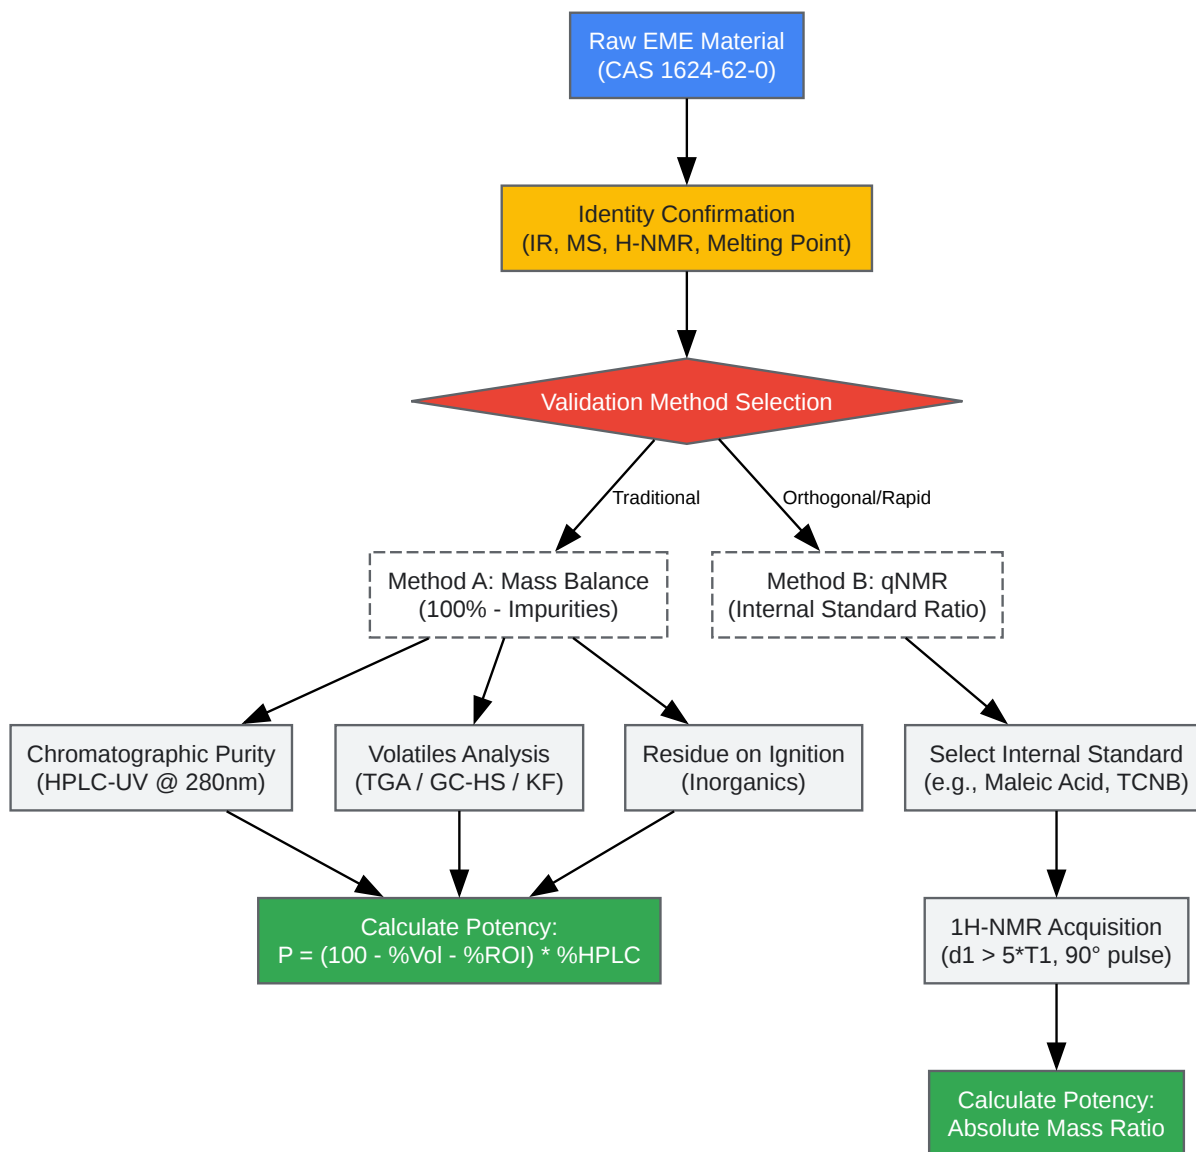 Raw EME Material
(CAS 1624-62-0)
Identity Confirmation
(IR, MS, H-NMR, Melting Point)
Validation Method Selection
Traditional
Orthogonal/Rapid
Method A: Mass Balance
(100% - Impurities)
Method B: qNMR
(Internal Standard Ratio)
Chromatographic Purity
(HPLC-UV @ 280nm)
Volatiles Analysis
(TGA / GC-HS / KF)
Residue on Ignition
(Inorganics)
Select Internal Standard
(e.g., Maleic Acid, TCNB)
Calculate Potency:
P = (100 - %Vol - %ROI) * %HPLC
1H-NMR Acquisition
(d1 > 5*T1, 90° pulse)
Calculate Potency:
Absolute Mass Ratio